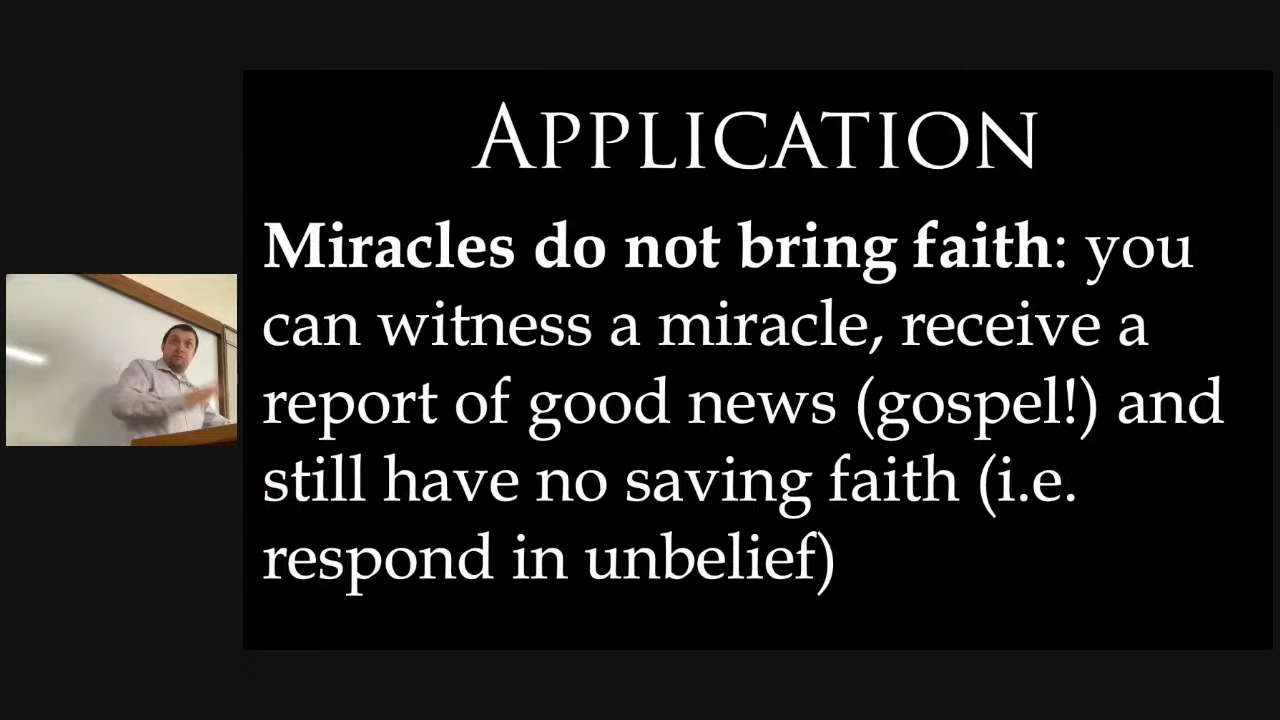 APPLICATION
Miracles do not bring faith: you
can witness a miracle, receive a
report of good news (gospel!) and
still have no saving faith (i.e.
respond in unbelief)